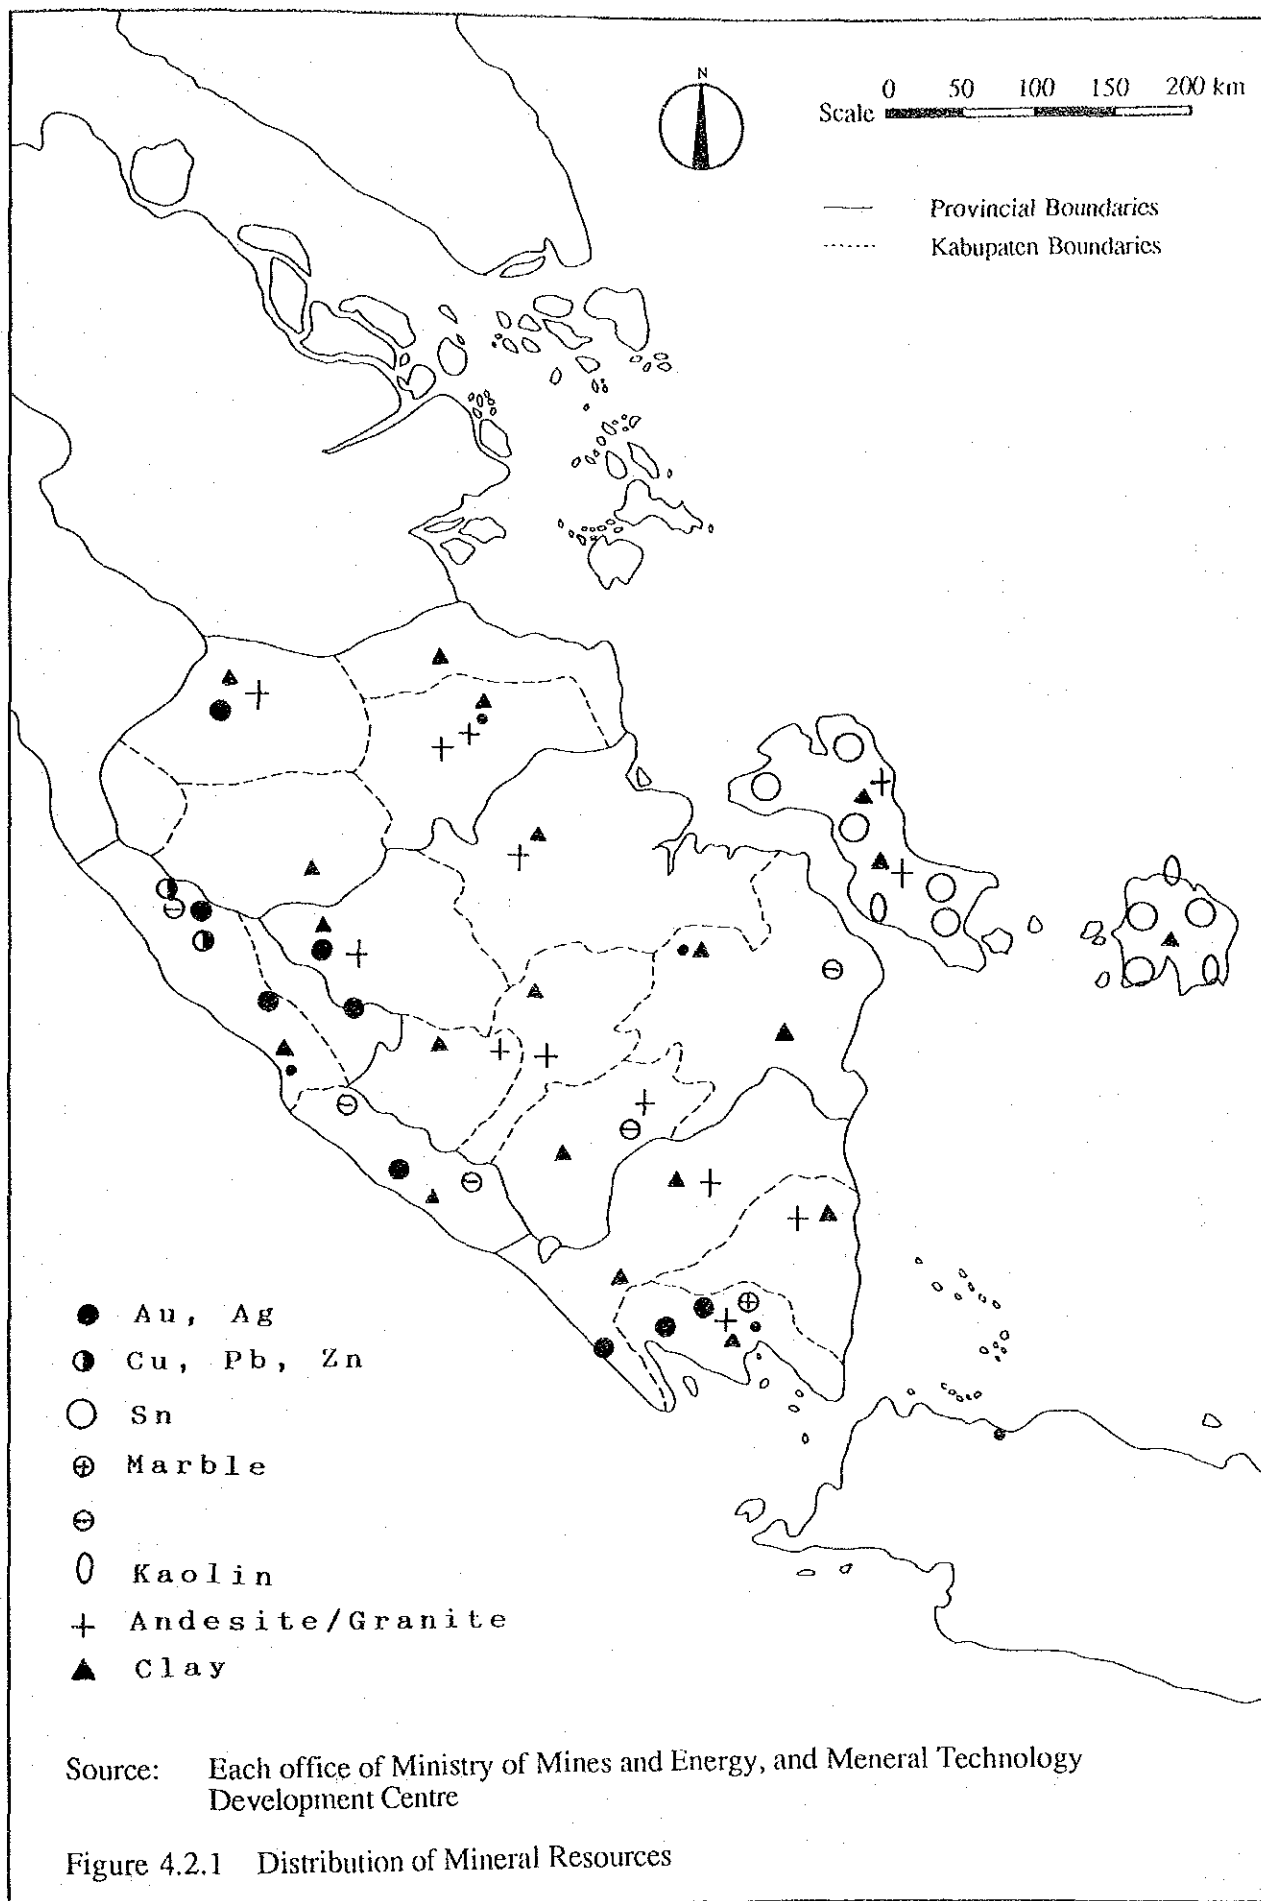 N
0 50 100 150 200 km
Scale
Provincial Boundaries
Kabupaten Boundaries
Au, Ag
Cu, Pb, Zn
Sn
Marble
Kaolin
Andesite/Granite
Clay
Source: Each office of Ministry of Mines and Energy, and Meneral Technology
Development Centre
Figure 4.2.1 Distribution of Mineral Resources